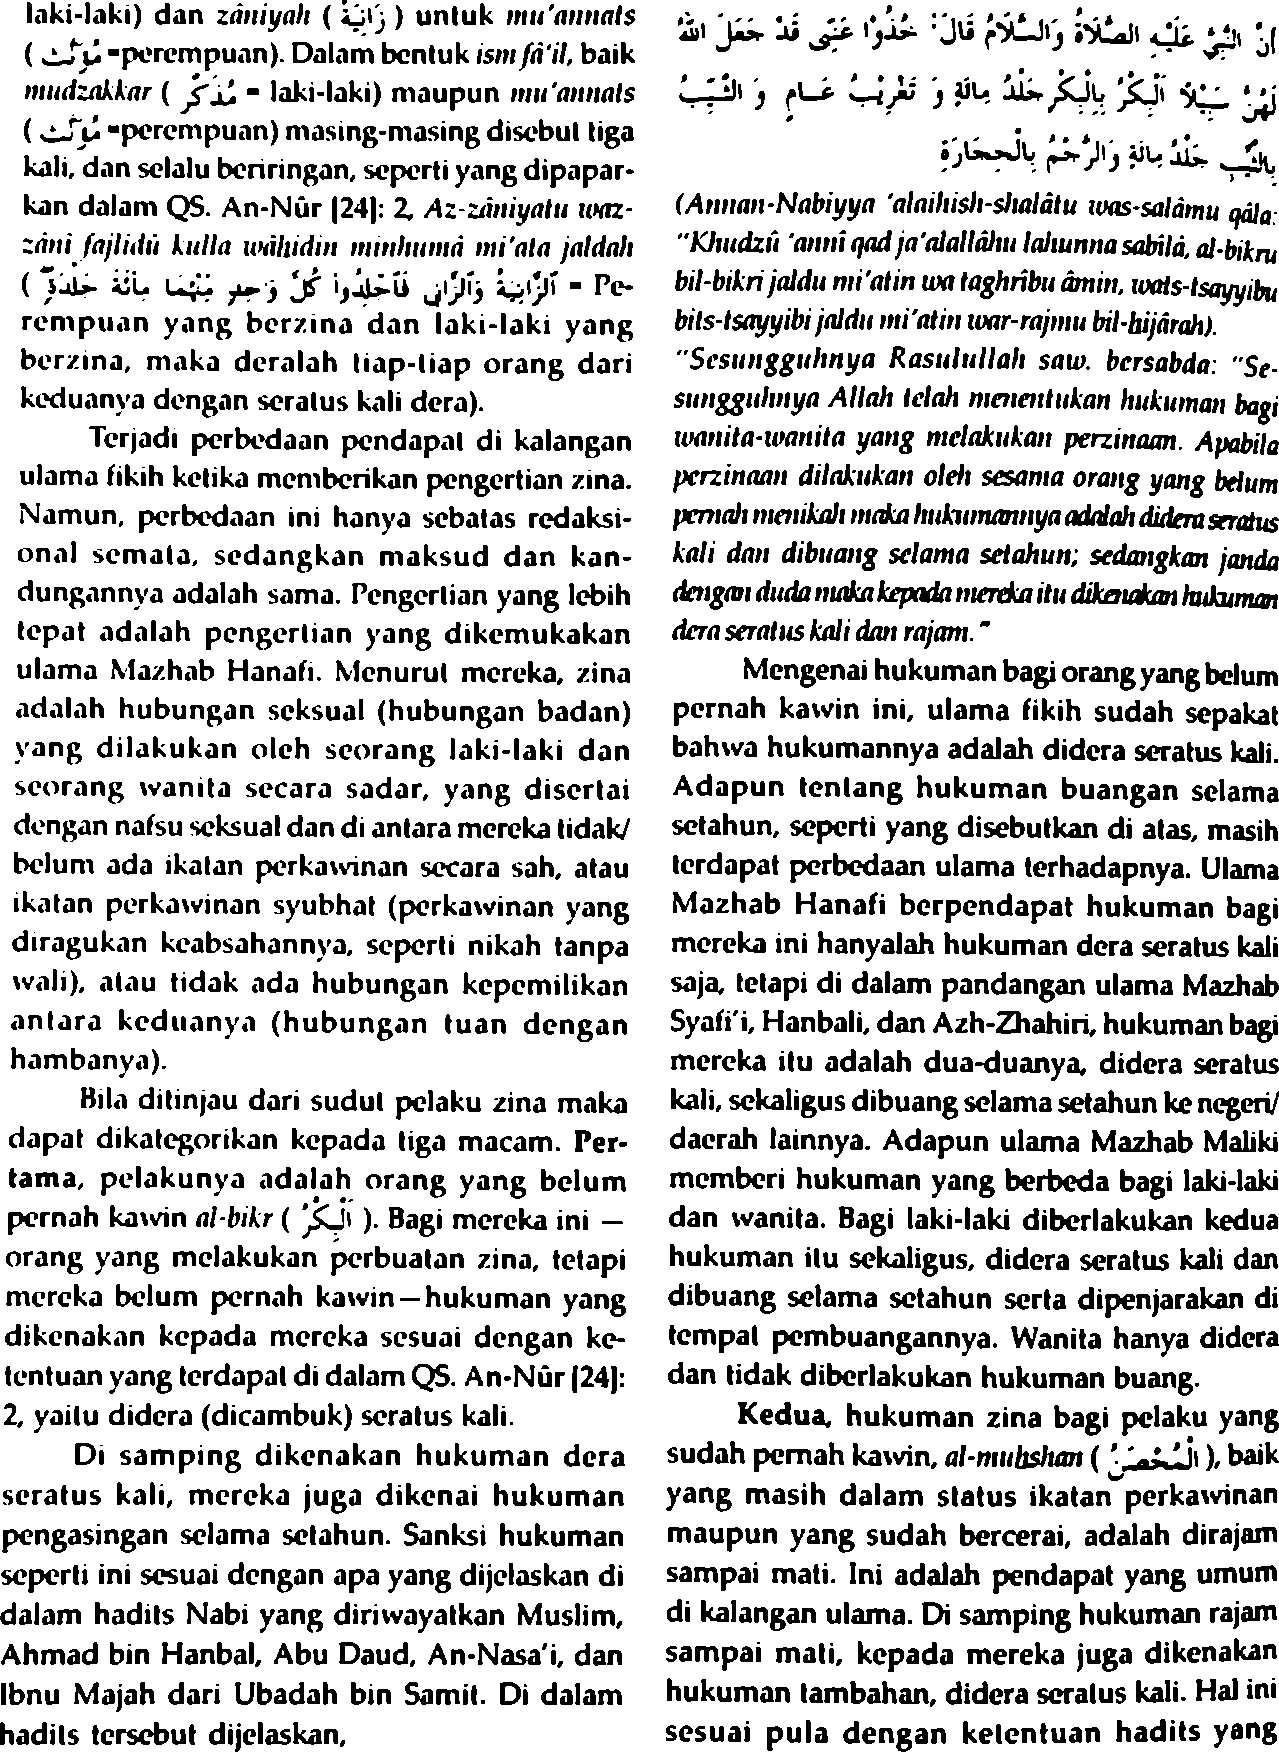 laki-laki) dan zâniyah ( زَانِيَة ) untuk mu'annats
( مُؤَنَّث =perempuan). Dalam bentuk ism fâ'il, baik
mudzakkar ( مُذَكَّر = laki-laki) maupun mu'annats
( مُؤَنَّث =perempuan) masing-masing disebut tiga
kali, dan selalu beriringan, seperti yang dipapar-
kan dalam QS. An-Nûr [24]: 2, Az-zâniyatu waz-
zânî fajlidû kulla wâhidin minhumâ mi'ata jaldah
( الزَّانِيَةُ وَالزَّانِى فَاجْلِدُوا كُلَّ وَٰحِدٍ مِّنْهُمَا مِا۟ئَةَ جَلْدَةٍ = Pe-
rempuan yang berzina dan laki-laki yang
berzina, maka deralah tiap-tiap orang dari
keduanya dengan seratus kali dera).
Terjadi perbedaan pendapat di kalangan
ulama fikih ketika memberikan pengertian zina.
Namun, perbedaan ini hanya sebatas redaksi-
onal semata, sedangkan maksud dan kan-
dungannya adalah sama. Pengertian yang lebih
tepat adalah pengertian yang dikemukakan
ulama Mazhab Hanafi. Menurut mereka, zina
adalah hubungan seksual (hubungan badan)
yang dilakukan oleh seorang laki-laki dan
seorang wanita secara sadar, yang disertai
dengan nafsu seksual dan di antara mereka tidak/
belum ada ikatan perkawinan secara sah, atau
ikatan perkawinan syubhat (perkawinan yang
diragukan keabsahannya, seperti nikah tanpa
wali), atau tidak ada hubungan kepemilikan
antara keduanya (hubungan tuan dengan
hambanya).
Bila ditinjau dari sudut pelaku zina maka
dapat dikategorikan kepada tiga macam. Per-
tama, pelakunya adalah orang yang belum
pernah kawin al-bikr ( اَلْبِكْرُ ). Bagi mereka ini —
orang yang melakukan perbuatan zina, tetapi
mereka belum pernah kawin—hukuman yang
dikenakan kepada mereka sesuai dengan ke-
tentuan yang terdapat di dalam QS. An-Nûr [24]:
2, yaitu didera (dicambuk) seratus kali.
Di samping dikenakan hukuman dera
seratus kali, mereka juga dikenai hukuman
pengasingan selama setahun. Sanksi hukuman
seperti ini sesuai dengan apa yang dijelaskan di
dalam hadits Nabi yang diriwayatkan Muslim,
Ahmad bin Hanbal, Abu Daud, An-Nasa'i, dan
Ibnu Majah dari Ubadah bin Samit. Di dalam
hadits tersebut dijelaskan,
اَنَّ النَّبِيَّ عَلَيْهِ الصَّلَاةُ وَالسَّلَامُ قَالَ: خُذُوْا عَنِّى قَدْ جَعَلَ اللهُ
لَهُنَّ سَبِيْلًا اَلْبِكْرُ بِالْبِكْرِ جَلْدُ مِائَةٍ وَ تَغْرِيْبُ عَامٍ وَ الثَّيِّبُ
بِالثَّيِّبِ جَلْدُ مِائَةٍ وَالرَّجْمُ بِالْحِجَارَةِ
(Annan-Nabiyya 'alaihish-shalâtu was-salâmu qâla:
"Khudzû 'annî qad ja'alallâhu lahunna sabîlâ, al-bikru
bil-bikri jaldu mi'atin wa taghrîbu âmin, wats-tsayyibu
bits-tsayyibi jaldu mi'atin war-rajmu bil-hijârah).
"Sesungguhnya Rasulullah saw. bersabda: "Se-
sungguhnya Allah telah menentukan hukuman bagi
wanita-wanita yang melakukan perzinaan. Apabila
perzinaan dilakukan oleh sesama orang yang belum
pernah menikah maka hukumannya adalah didera seratus
kali dan dibuang selama setahun; sedangkan janda
dengan duda maka kepada mereka itu dikenakan hukuman
dera seratus kali dan rajam."
Mengenai hukuman bagi orang yang belum
pernah kawin ini, ulama fikih sudah sepakat
bahwa hukumannya adalah didera seratus kali.
Adapun tentang hukuman buangan selama
setahun, seperti yang disebutkan di atas, masih
terdapat perbedaan ulama terhadapnya. Ulama
Mazhab Hanafi berpendapat hukuman bagi
mereka ini hanyalah hukuman dera seratus kali
saja, tetapi di dalam pandangan ulama Mazhab
Syafi'i, Hanbali, dan Azh-Zhahiri, hukuman bagi
mereka itu adalah dua-duanya, didera seratus
kali, sekaligus dibuang selama setahun ke negeri/
daerah lainnya. Adapun ulama Mazhab Maliki
memberi hukuman yang berbeda bagi laki-laki
dan wanita. Bagi laki-laki diberlakukan kedua
hukuman itu sekaligus, didera seratus kali dan
dibuang selama setahun serta dipenjarakan di
tempat pembuangannya. Wanita hanya didera
dan tidak diberlakukan hukuman buang.
Kedua, hukuman zina bagi pelaku yang
sudah pernah kawin, al-muhshan ( اَلْمُحْصَنُ ), baik
yang masih dalam status ikatan perkawinan
maupun yang sudah bercerai, adalah dirajam
sampai mati. Ini adalah pendapat yang umum
di kalangan ulama. Di samping hukuman rajam
sampai mati, kepada mereka juga dikenakan
hukuman tambahan, didera seratus kali. Hal ini
sesuai pula dengan ketentuan hadits yang